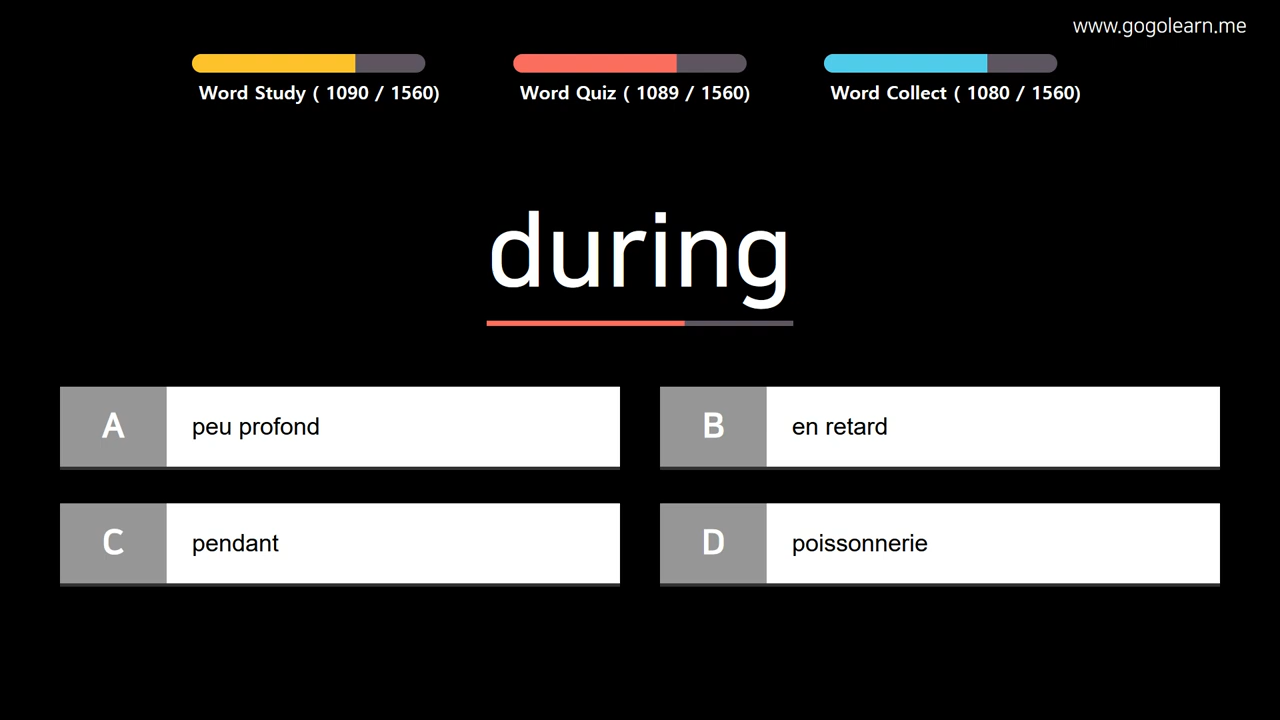 www.gogolearn.me
Word Study ( 1090 / 1560)
Word Quiz ( 1089 / 1560)
Word Collect ( 1080 / 1560)
during
A peu profond
B en retard
C pendant
D poissonnerie